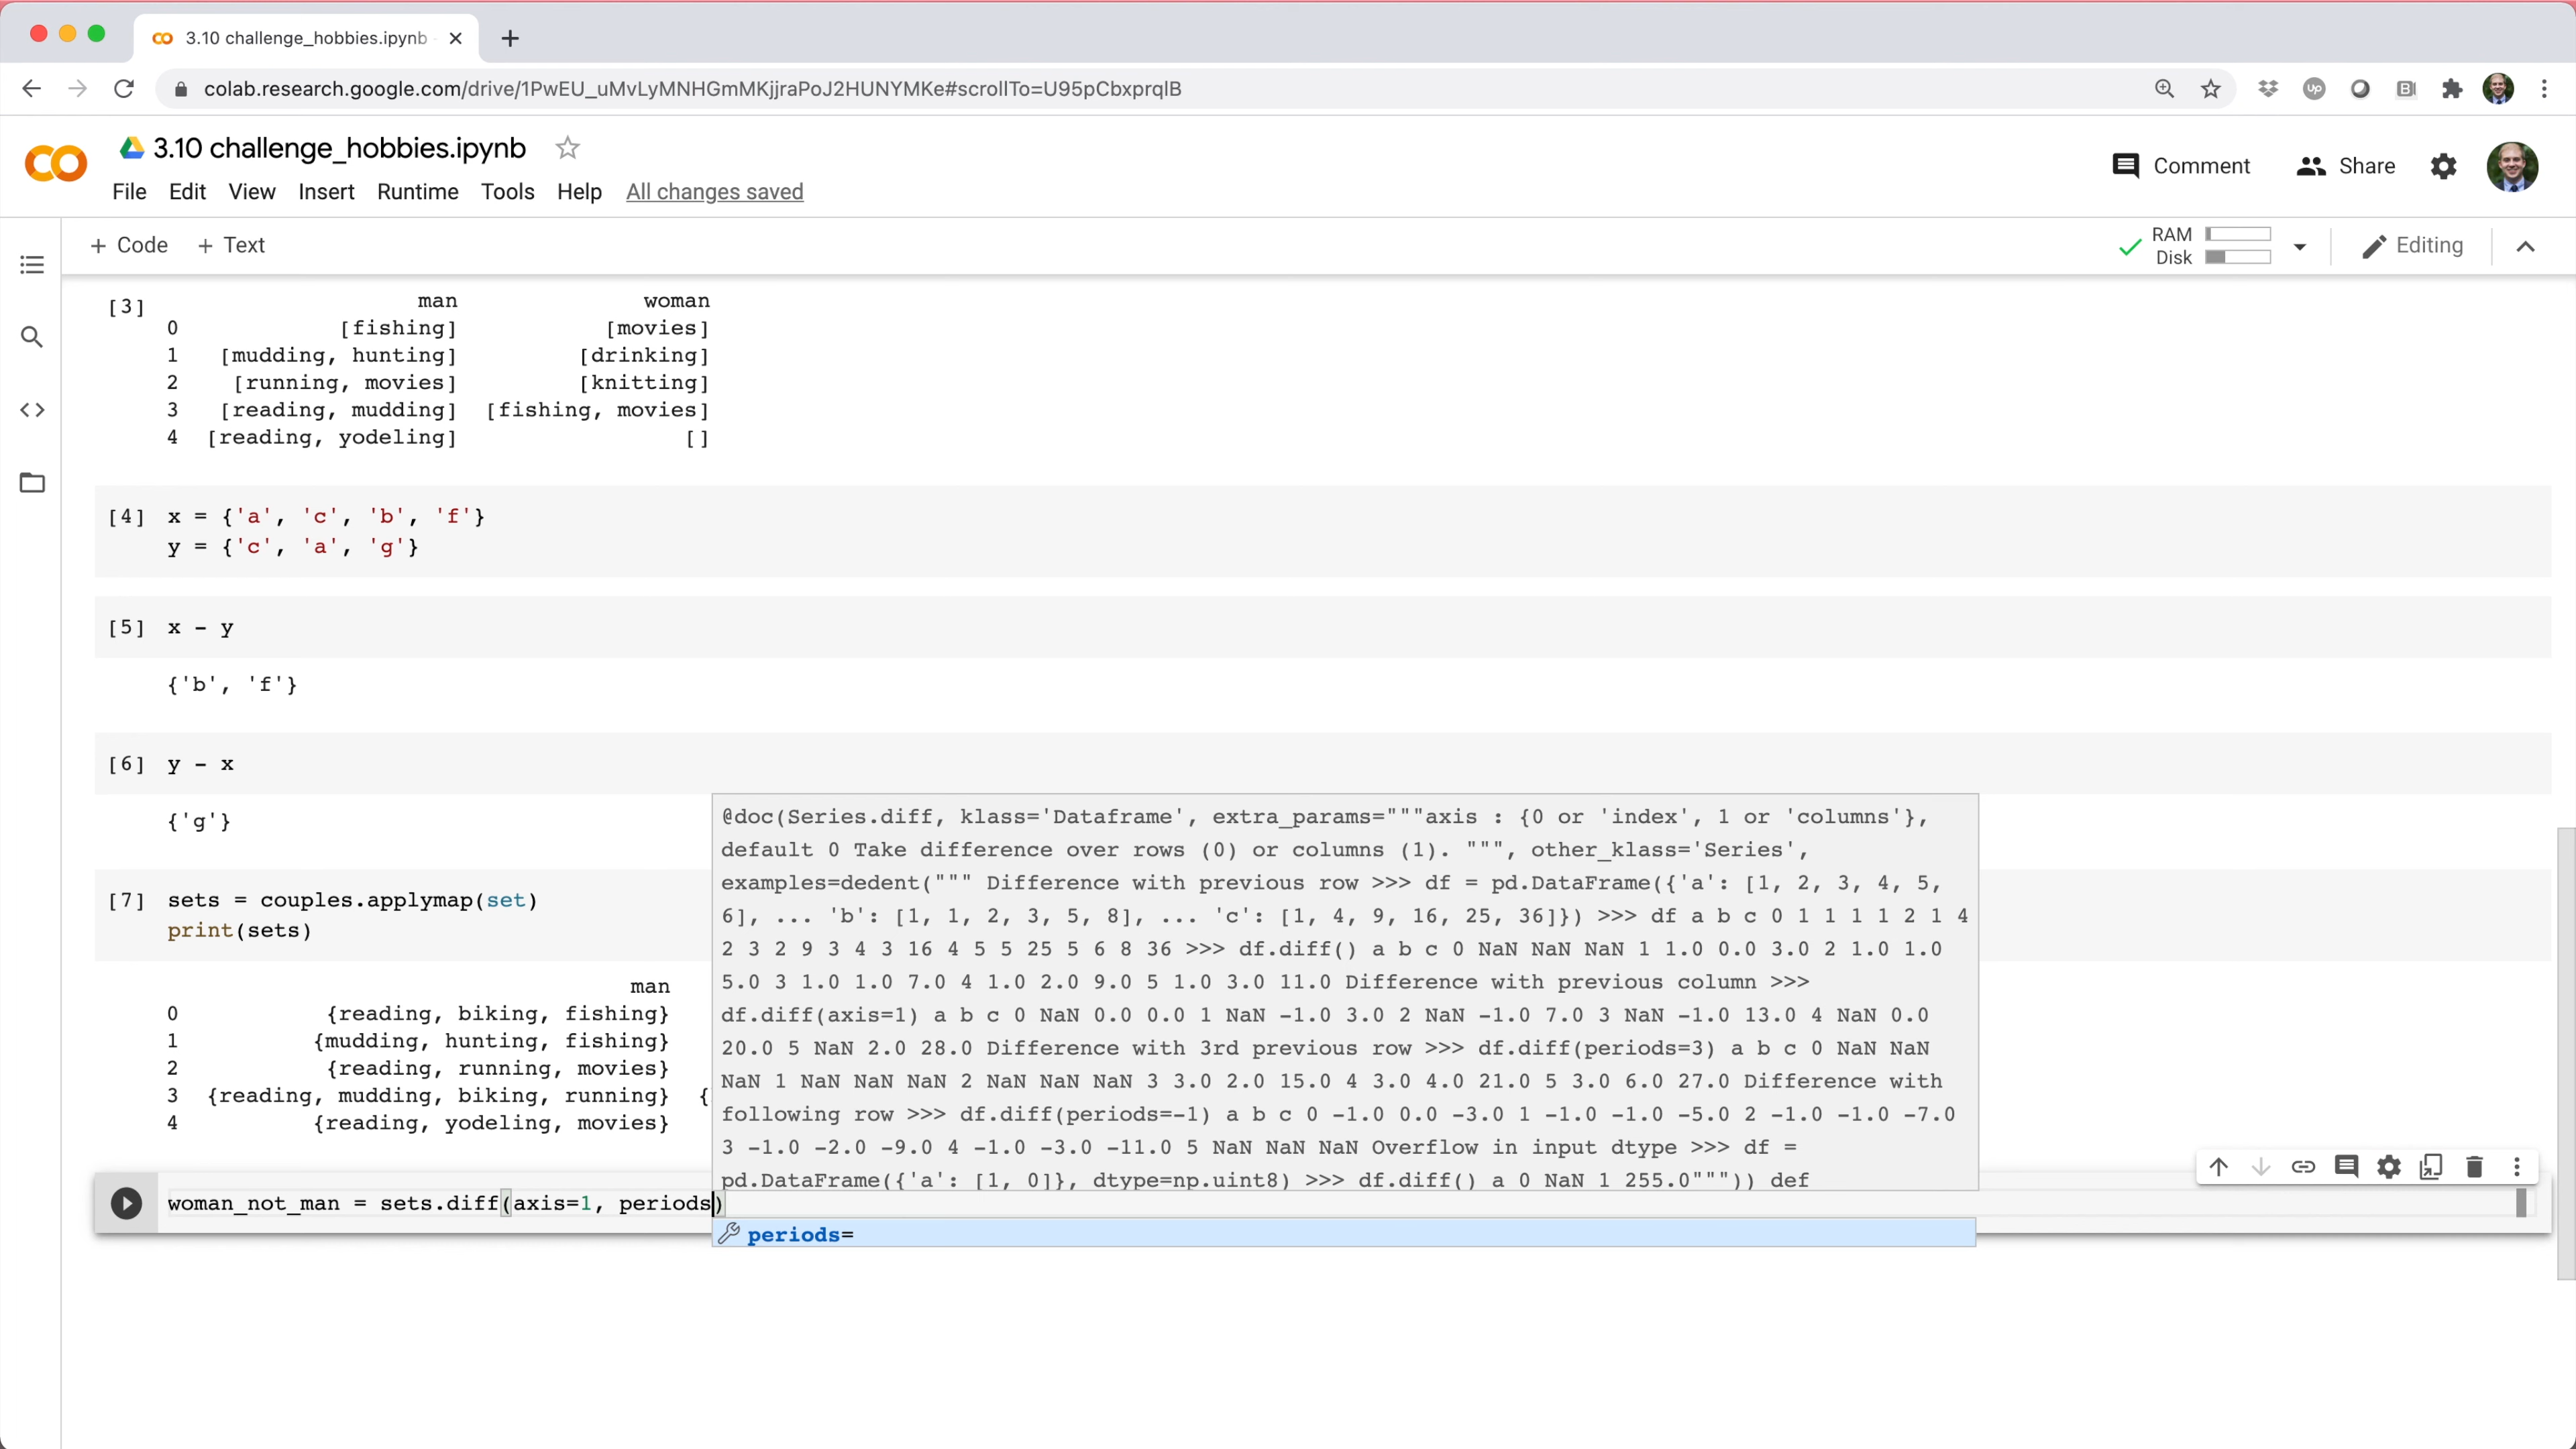 3.10 challenge_hobbies.ipynb
colab.research.google.com/drive/1PwEU_uMvLyMNHGmMKjjraPoJ2HUNYMKe#scrollTo=U95pCbxprqlB
3.10 challenge_hobbies.ipynb
Comment Share
File Edit View Insert Runtime Tools Help All changes saved
+ Code + Text
RAM
Disk
Editing
[3] man woman
0 [fishing] [movies]
1 [mudding, hunting] [drinking]
2 [running, movies] [knitting]
3 [reading, mudding] [fishing, movies]
4 [reading, yodeling] []
[4] x = {'a', 'c', 'b', 'f'}
y = {'c', 'a', 'g'}
[5] x - y
{'b', 'f'}
[6] y - x
{'g'}
[7] sets = couples.applymap(set)
print(sets)
man
0 {reading, biking, fishing}
1 {mudding, hunting, fishing}
2 {reading, running, movies}
3 {reading, mudding, biking, running} {
4 {reading, yodeling, movies}
@doc(Series.diff, klass='Dataframe', extra_params="""axis : {0 or 'index', 1 or 'columns'},
default 0 Take difference over rows (0) or columns (1). """, other_klass='Series',
examples=dedent(""" Difference with previous row >>> df = pd.DataFrame({'a': [1, 2, 3, 4, 5,
6], ... 'b': [1, 1, 2, 3, 5, 8], ... 'c': [1, 4, 9, 16, 25, 36]}) >>> df a b c 0 1 1 1 1 2 1 4
2 3 2 9 3 4 3 16 4 5 5 25 5 6 8 36 >>> df.diff() a b c 0 NaN NaN NaN 1 1.0 0.0 3.0 2 1.0 1.0
5.0 3 1.0 1.0 7.0 4 1.0 2.0 9.0 5 1.0 3.0 11.0 Difference with previous column >>>
df.diff(axis=1) a b c 0 NaN 0.0 0.0 1 NaN -1.0 3.0 2 NaN -1.0 7.0 3 NaN -1.0 13.0 4 NaN 0.0
20.0 5 NaN 2.0 28.0 Difference with 3rd previous row >>> df.diff(periods=3) a b c 0 NaN NaN
NaN 1 NaN NaN NaN 2 NaN NaN NaN 3 3.0 2.0 15.0 4 3.0 4.0 21.0 5 3.0 6.0 27.0 Difference with
following row >>> df.diff(periods=-1) a b c 0 -1.0 0.0 -3.0 1 -1.0 -1.0 -5.0 2 -1.0 -1.0 -7.0
3 -1.0 -2.0 -9.0 4 -1.0 -3.0 -11.0 5 NaN NaN NaN Overflow in input dtype >>> df =
pd.DataFrame({'a': [1, 0]}, dtype=np.uint8) >>> df.diff() a 0 NaN 1 255.0""")) def
woman_not_man = sets.diff(axis=1, periods)
periods=